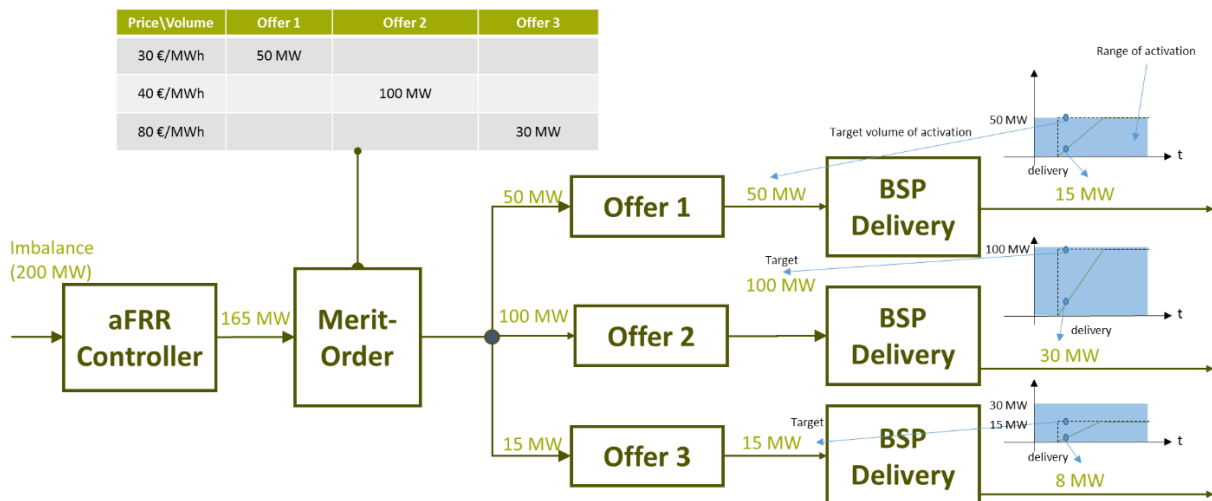 Price\Volume Offer 1 Offer 2 Offer 3
30 €/MWh 50 MW
40 €/MWh 100 MW
80 €/MWh 30 MW
Range of activation
50 MW
t
delivery
15 MW
Target volume of activation
50 MW
Offer 1
50 MW
BSP
Delivery
Imbalance
(200 MW)
aFRR
Controller
165 MW
Merit-
Order
100 MW
Offer 2
Target
100 MW
BSP
Delivery
100 MW
t
delivery
30 MW
15 MW
Offer 3
Target
15 MW
BSP
Delivery
30 MW
15 MW
t
delivery
8 MW